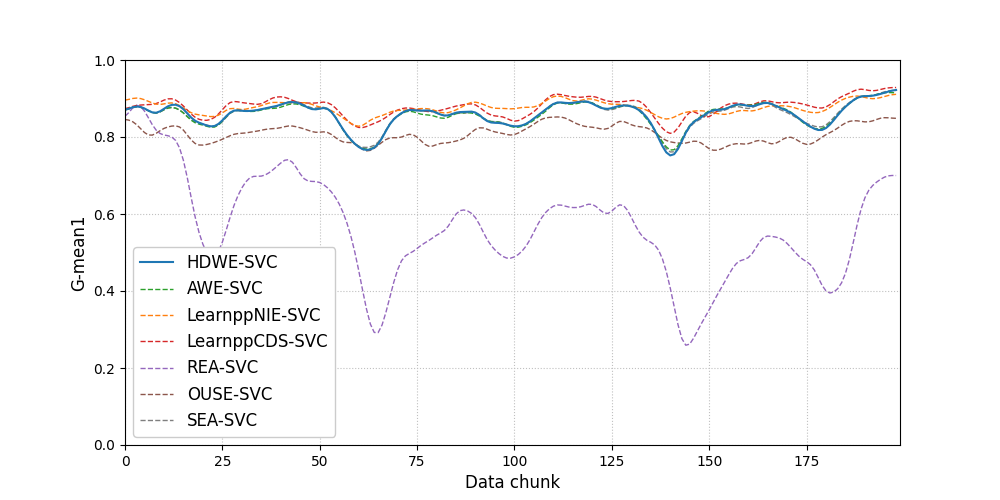 1.0
0.8
0.6
0.4
0.2
0.0
G-mean1
HDWE-SVC
AWE-SVC
LearnppNIE-SVC
LearnppCDS-SVC
REA-SVC
OUSE-SVC
SEA-SVC
0 25 50 75 100 125 150 175
Data chunk